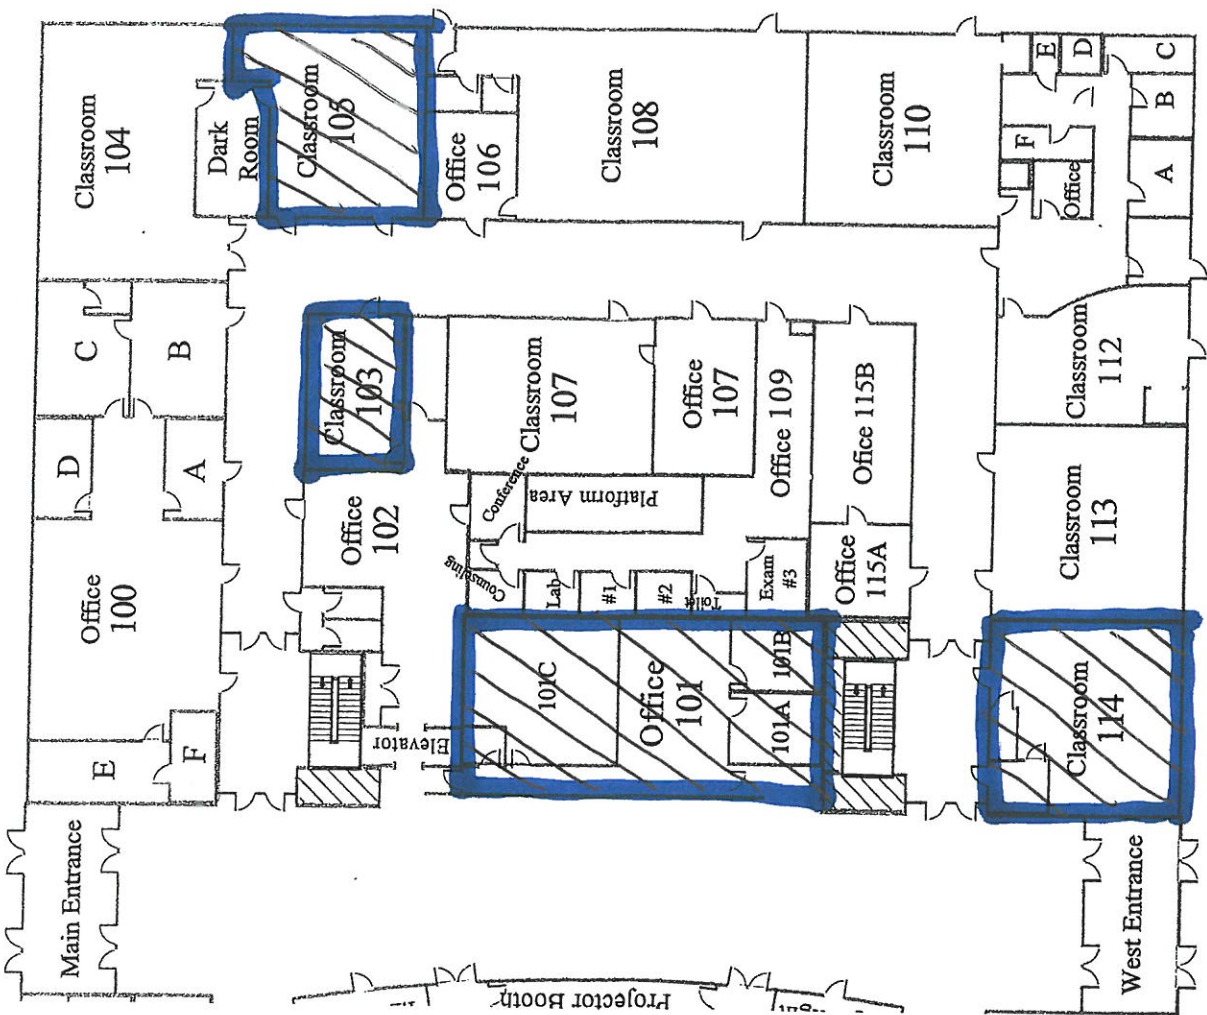 Classroom
104
Dark
Room
Classroom
105
Office
106
Classroom
108
Classroom
110
E
D
C
B
A
F
Office
C
B
D
A
Office
100
E
F
Main Entrance
Classroom
103
Office
102
Classroom
107
Office
107
Office 109
Ofice 115B
Office
115A
Conference
Platform Area
Counseling
Lab
#1
#2
Toilet
Exam
#3
101C
Office
101
101B
101A
Elevator
Classroom
112
Classroom
113
Classroom
114
West Entrance
Projector Booth